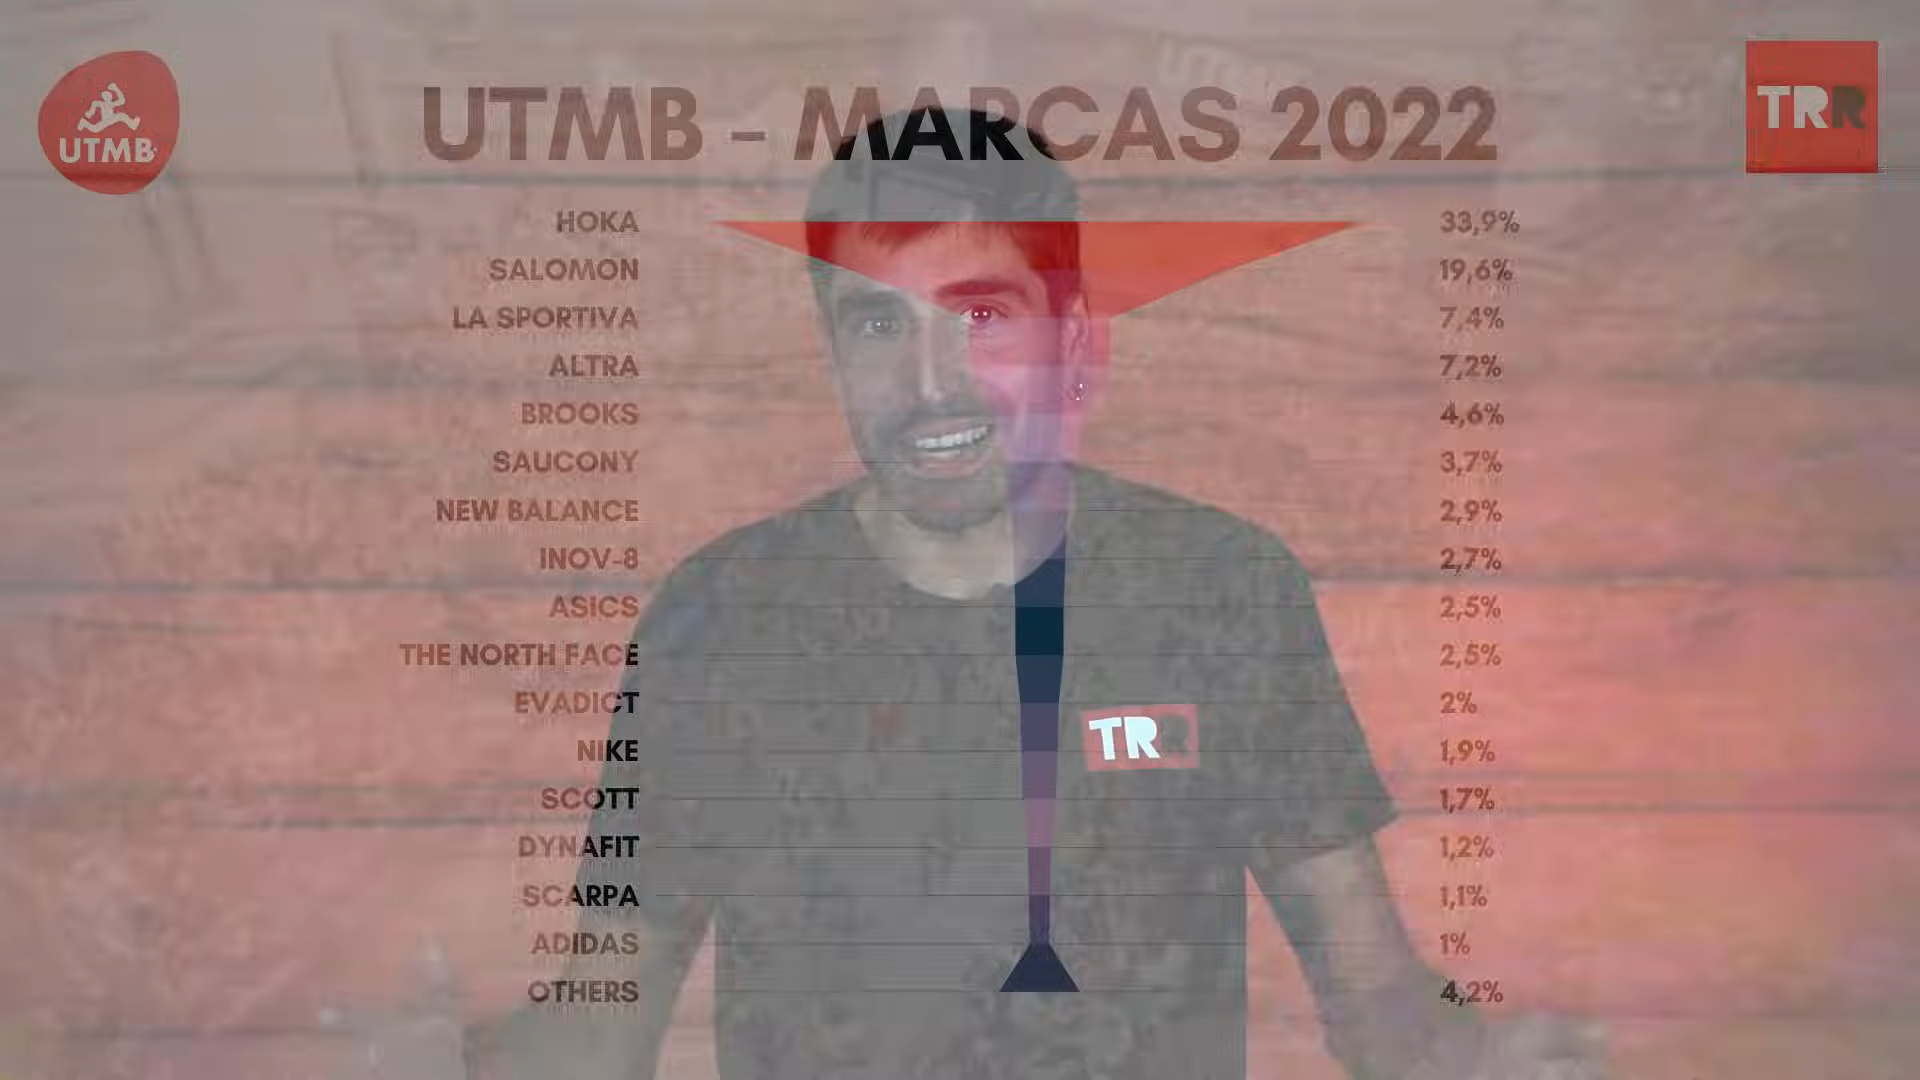 UTMB
UTMB - MARCAS 2022
TRR
HOKA 33,9%
SALOMON 19,6%
LA SPORTIVA 7,4%
ALTRA 7,2%
BROOKS 4,6%
SAUCONY 3,7%
NEW BALANCE 2,9%
INOV-8 2,7%
ASICS 2,5%
THE NORTH FACE 2,5%
EVADICT 2%
NIKE 1,9%
TRR
SCOTT 1,7%
DYNAFIT 1,2%
SCARPA 1,1%
ADIDAS 1%
OTHERS 4,2%